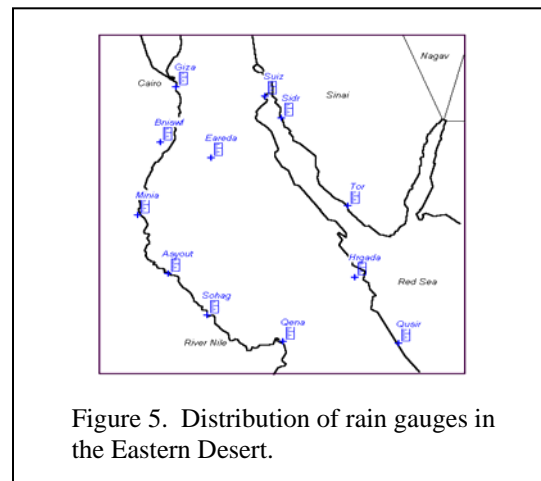 Nagav
Giza
Cairo
Suiz
Sinai
Sidr
Bniswf
Eareda
Minia
Tor
Asyout
Hrgada
Red Sea
Sohag
Qena
Qusir
River Nile
Figure 5. Distribution of rain gauges in
the Eastern Desert.